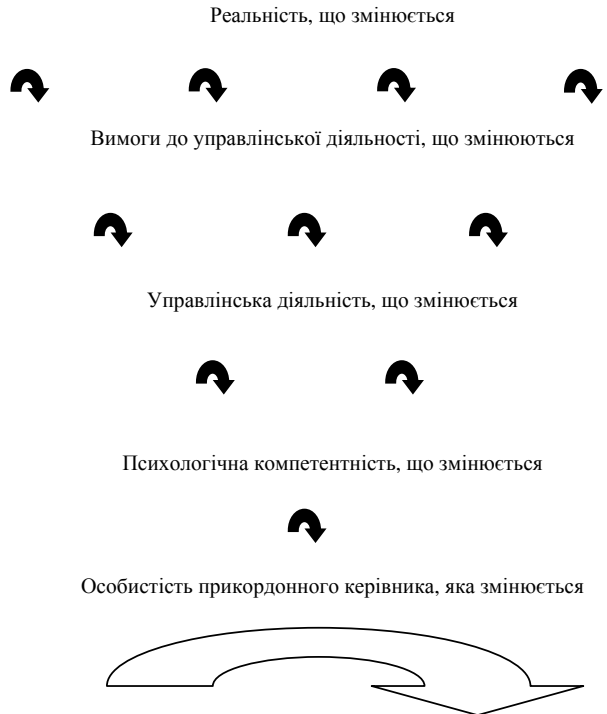 Реальність, що змінюється
Вимоги до управлінської діяльності, що змінюються
Управлінська діяльність, що змінюється
Психологічна компетентність, що змінюється
Особистість прикордонного керівника, яка змінюється